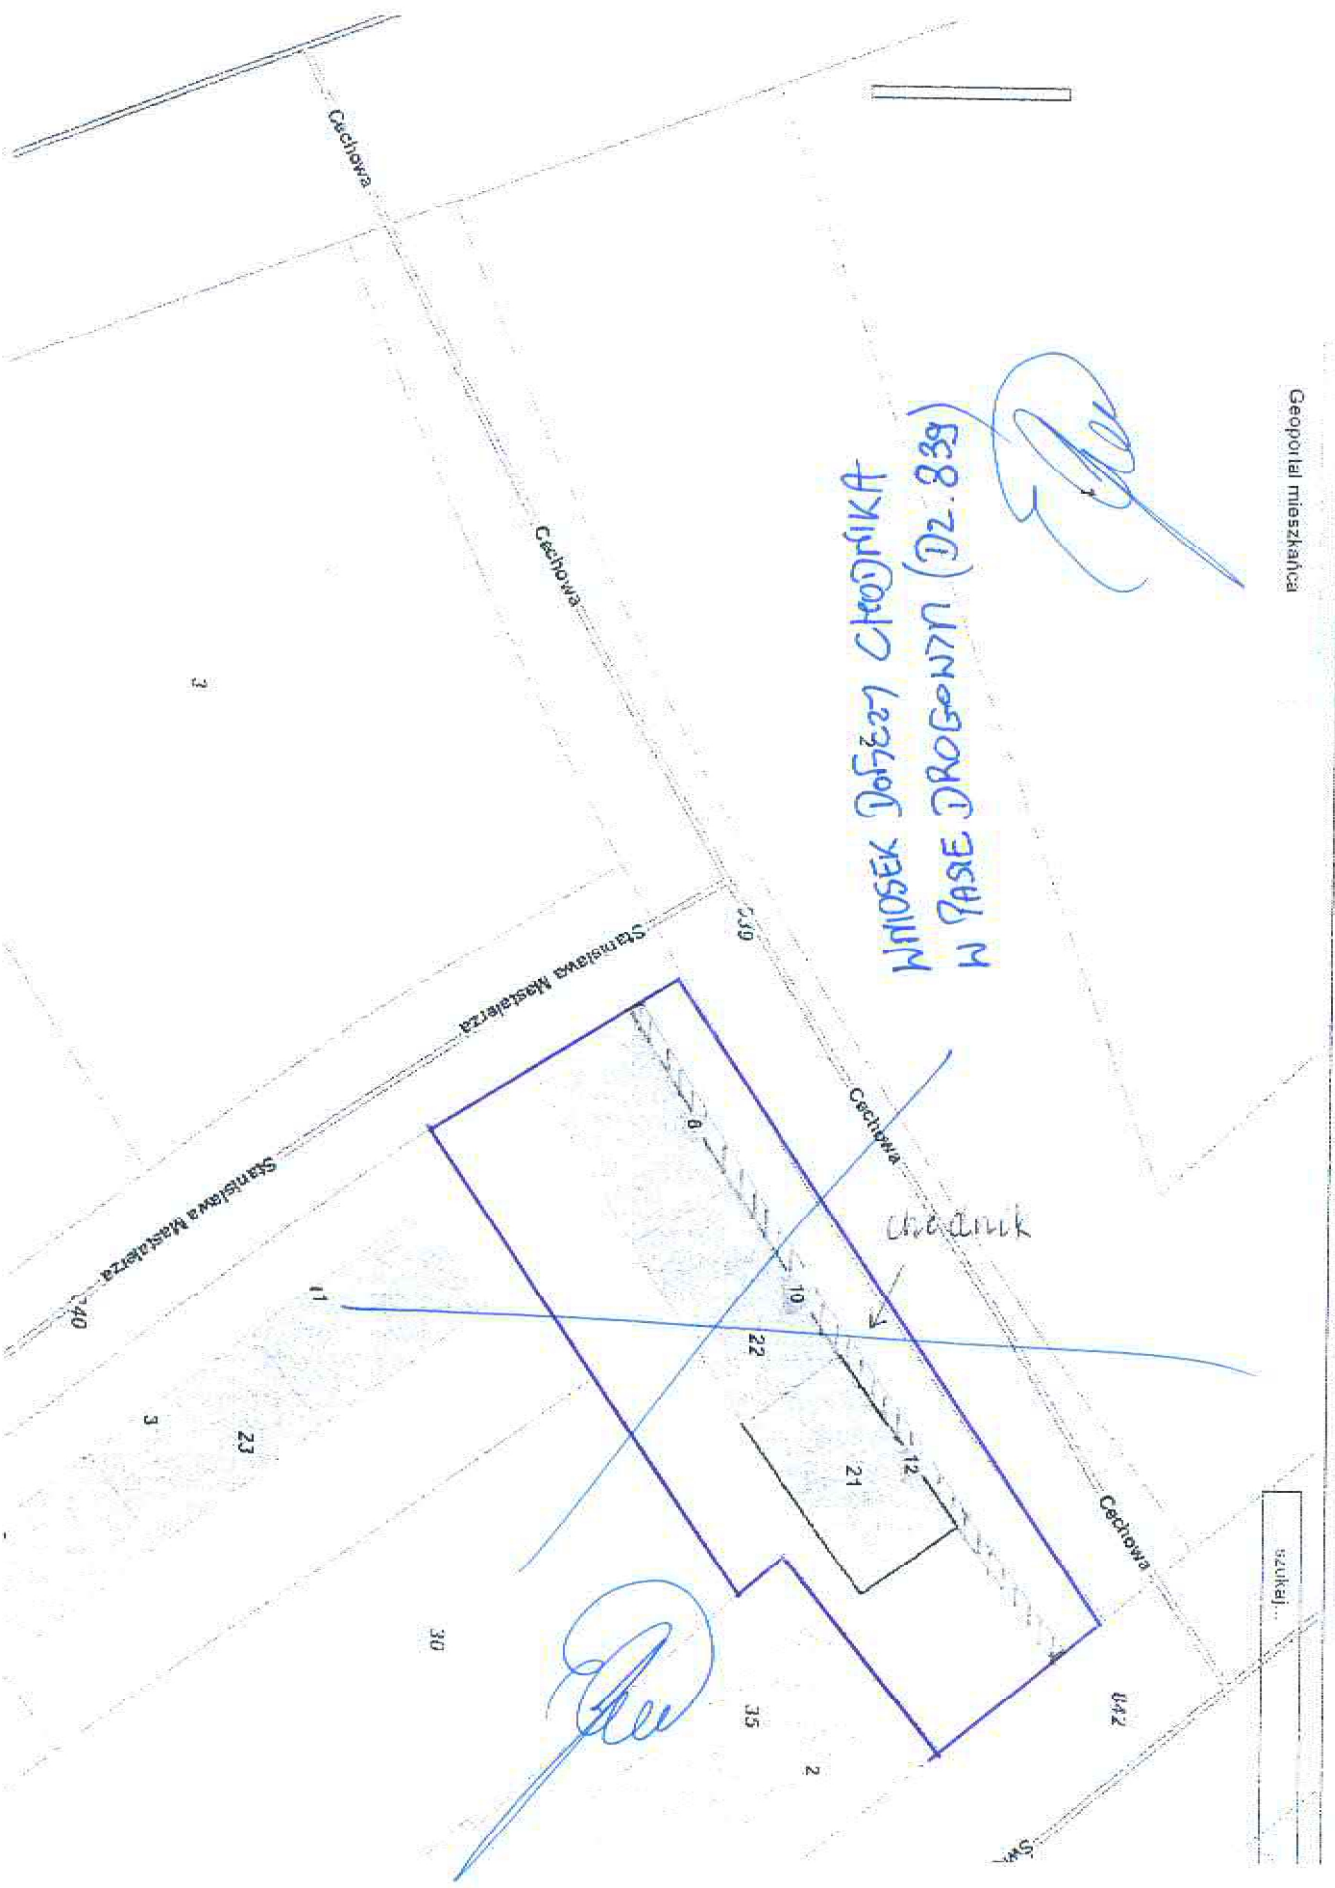 Geoportal mieszkańca
szukaj...
WNIOSEK DOTYCZY CHODNIKA
W PASIE DROGOWYM (DZ. 839)
Cechowa
Cechowa
Cechowa
Cechowa
Stanisława Mastalerza
Stanisława Mastalerza
chodnik
839
842
3
8
10
12
22
21
11
3
23
30
35
2